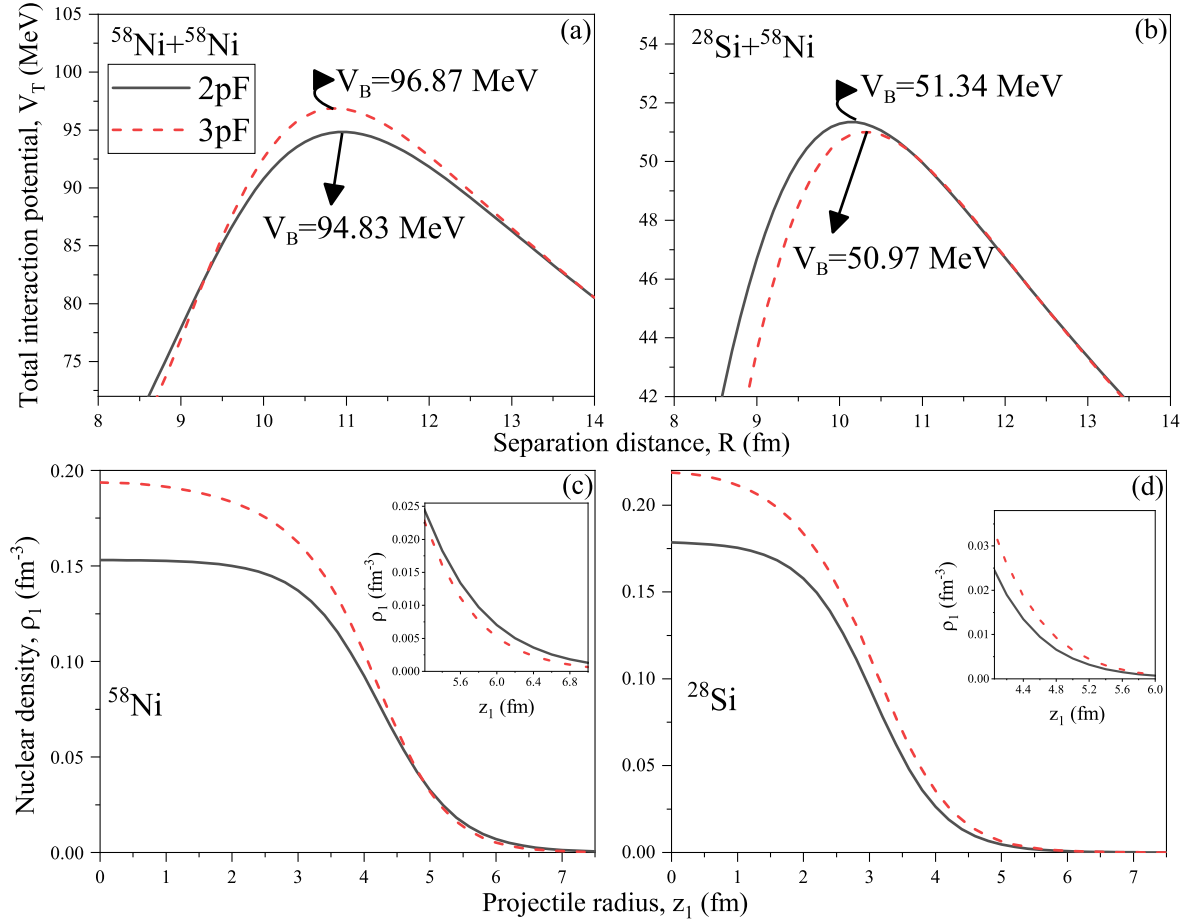 ⁵⁸Ni+⁵⁸Ni
(a)
2pF
3pF
V_B=96.87 MeV
V_B=94.83 MeV
Total interaction potential, V_T (MeV)
105
100
95
90
85
80
75
8 9 10 11 12 13 14
²⁸Si+⁵⁸Ni
(b)
V_B=51.34 MeV
V_B=50.97 MeV
54
52
50
48
46
44
42
8 9 10 11 12 13 14
Separation distance, R (fm)
(c)
⁵⁸Ni
Nuclear density, ρ₁ (fm⁻³)
0.20
0.15
0.10
0.05
0.00
0 1 2 3 4 5 6 7
ρ₁ (fm⁻³)
0.025
0.020
0.015
0.010
0.005
0.000
5.6 6.0 6.4 6.8
z₁ (fm)
(d)
²⁸Si
0.20
0.15
0.10
0.05
0.00
0 1 2 3 4 5 6 7
ρ₁ (fm⁻³)
0.03
0.02
0.01
0.00
4.4 4.8 5.2 5.6 6.0
z₁ (fm)
Projectile radius, z₁ (fm)